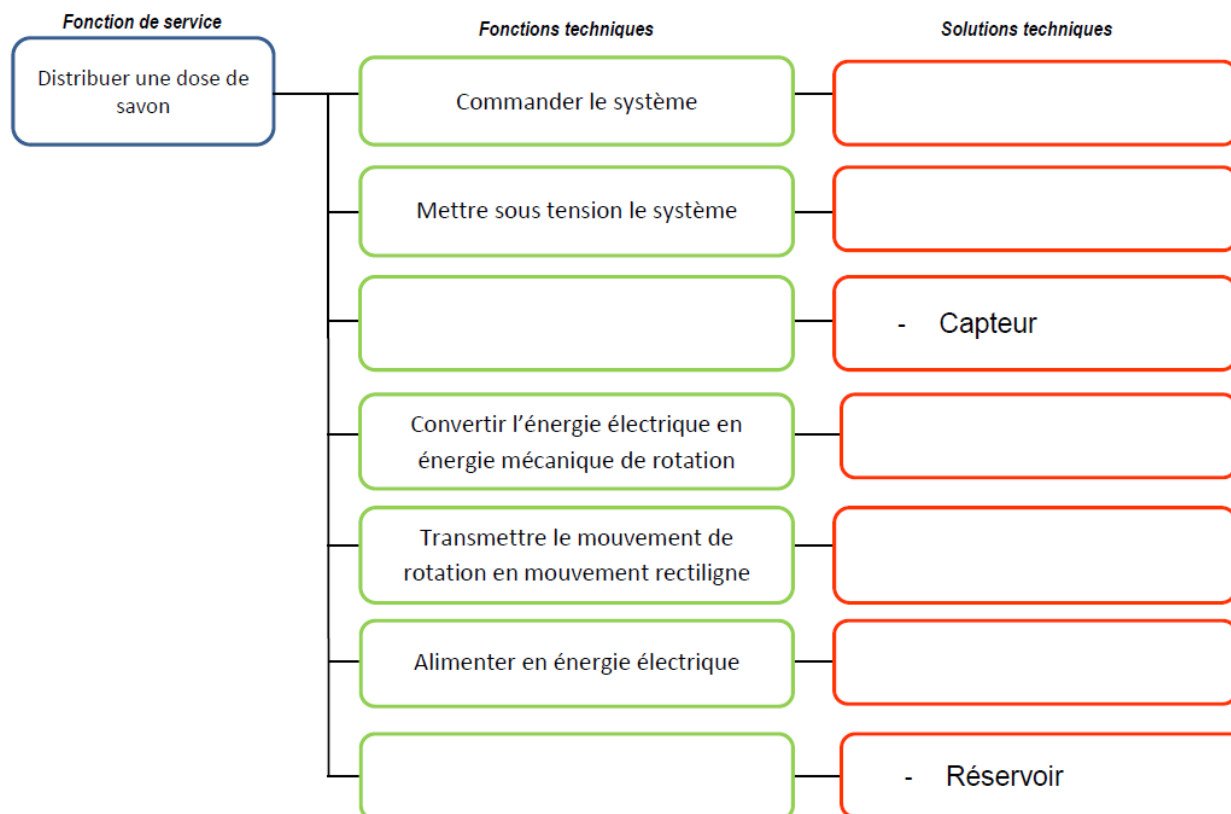 Fonction de service
Fonctions techniques
Solutions techniques
Distribuer une dose de
savon
Commander le système
Mettre sous tension le système
- Capteur
Convertir l'énergie électrique en
énergie mécanique de rotation
Transmettre le mouvement de
rotation en mouvement rectiligne
Alimenter en énergie électrique
- Réservoir